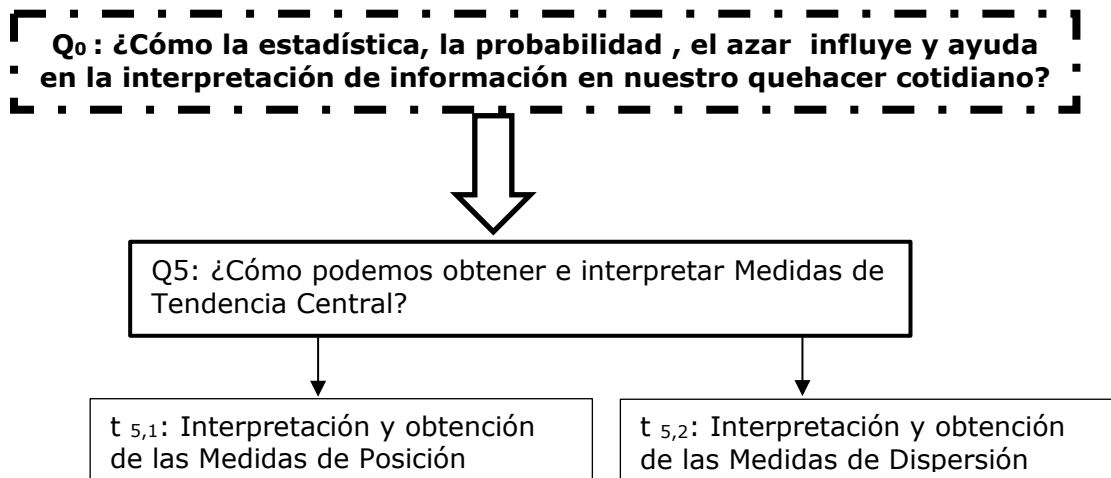 Q₀ : ¿Cómo la estadística, la probabilidad , el azar influye y ayuda
en la interpretación de información en nuestro quehacer cotidiano?
Q5: ¿Cómo podemos obtener e interpretar Medidas de
Tendencia Central?
t 5,1: Interpretación y obtención
de las Medidas de Posición
t 5,2: Interpretación y obtención
de las Medidas de Dispersión